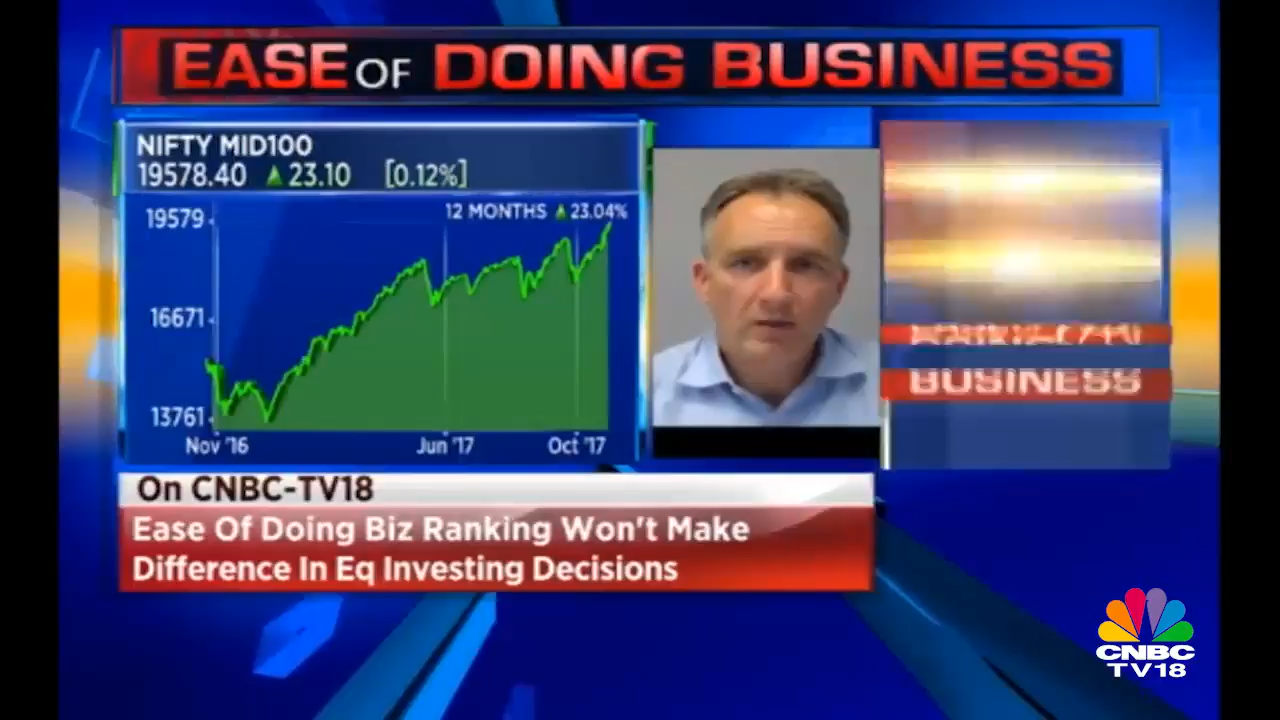 EASE OF DOING BUSINESS
NIFTY MID100
19578.40 ▲ 23.10 [0.12%]
12 MONTHS ▲ 23.04%
19579
16671
13761
Nov '16 Jun '17 Oct '17
BUSINESS
On CNBC-TV18
Ease Of Doing Biz Ranking Won't Make
Difference In Eq Investing Decisions
CNBC
TV18